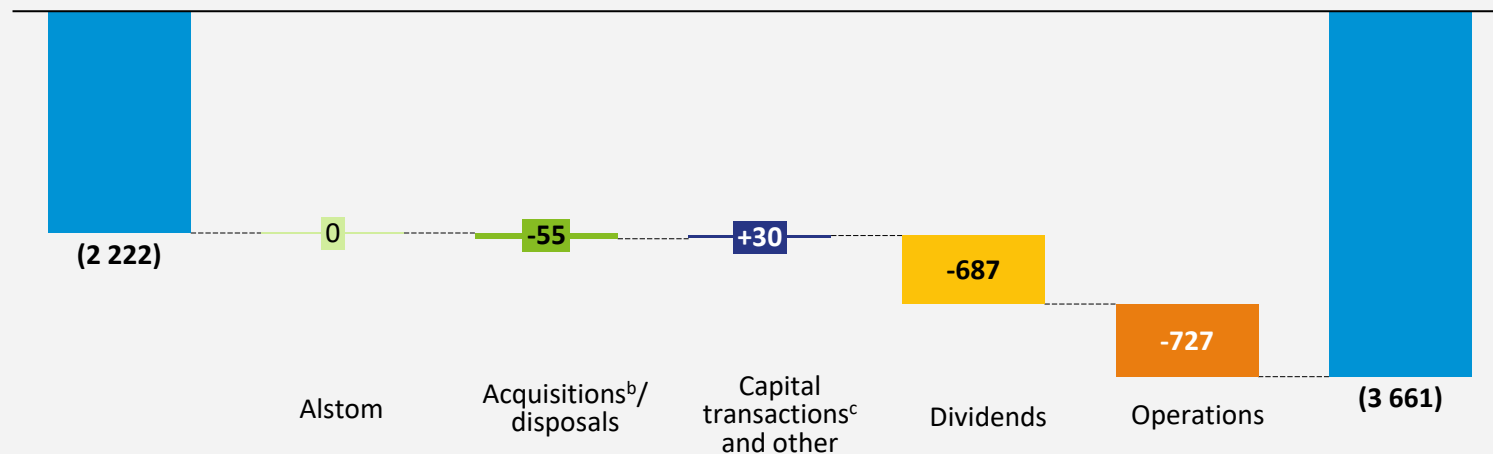 0
-55
+30
(2 222)
-687
-727
(3 661)
Alstom
Acquisitionsᵇ/
disposals
Capital
transactionsᶜ
and other
Dividends
Operations